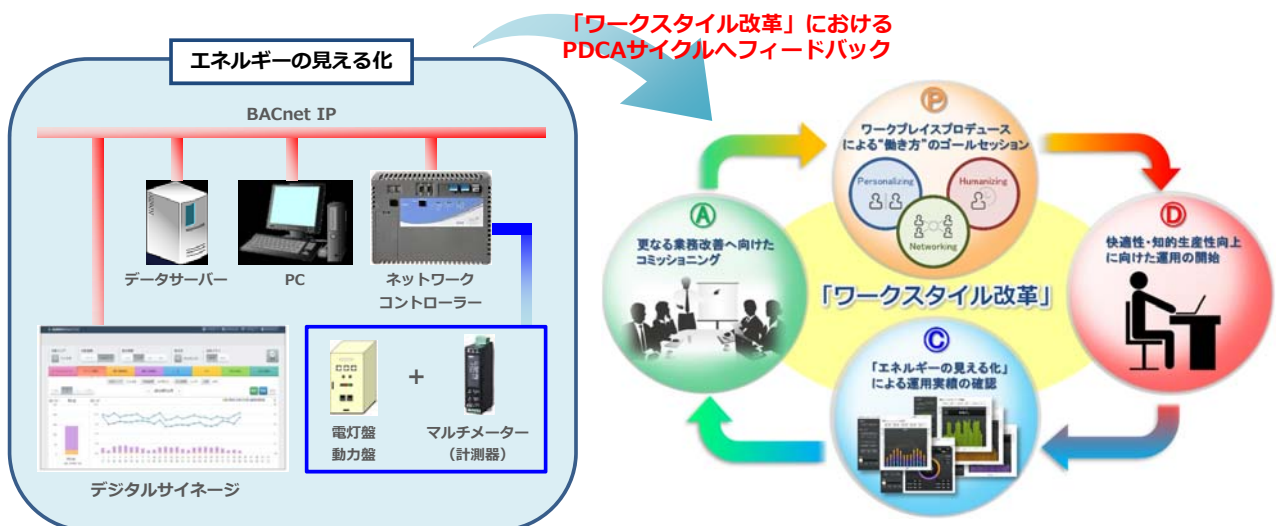 「ワークスタイル改革」における
PDCAサイクルへフィードバック
エネルギーの見える化
BACnet IP
データサーバー
PC
ネットワーク
コントローラー
デジタルサイネージ
電灯盤
動力盤
+
マルチメーター
（計測器）
P
ワークプレイスプロデュース
による"働き方"のゴールセッション
Personalizing
Humanizing
Networking
D
快適性・知的生産性向上
に向けた運用の開始
C
「エネルギーの見える化」
による運用実績の確認
A
更なる業務改善へ向けた
コミッショニング
「ワークスタイル改革」